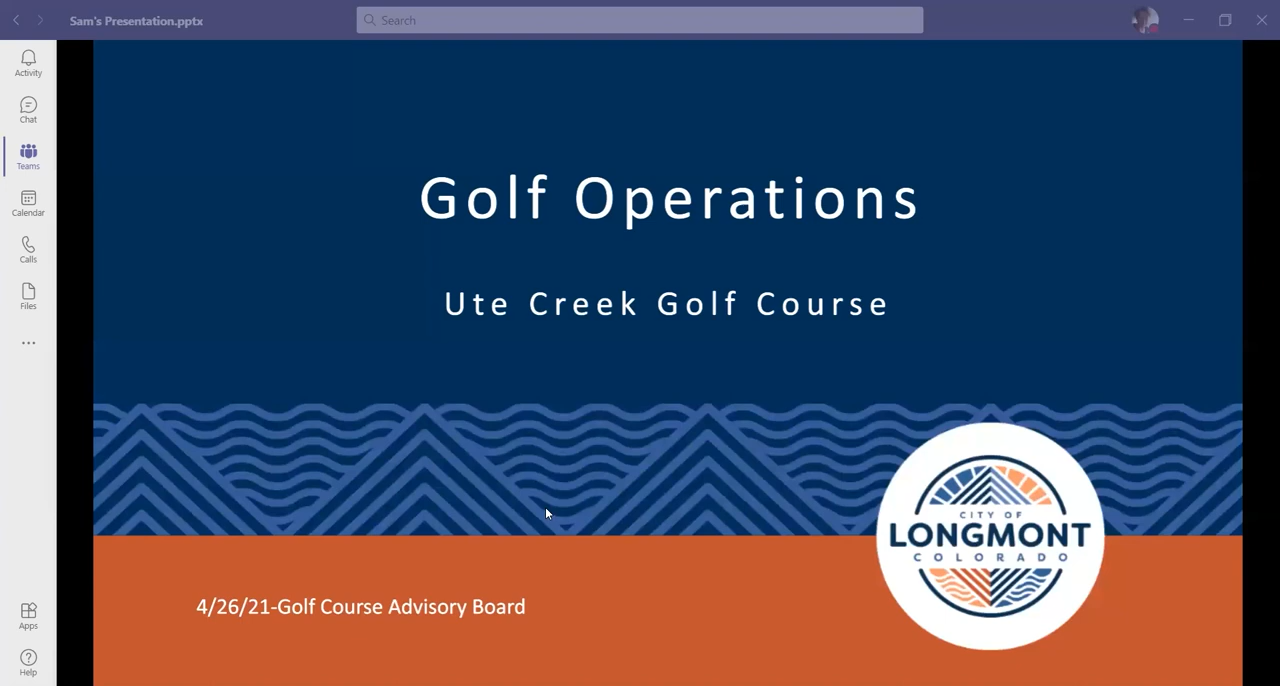 Sam's Presentation.pptx
Search
Activity
Chat
Teams
Calendar
Calls
Files
Apps
Help
Golf Operations
Ute Creek Golf Course
CITY OF
LONGMONT
COLORADO
4/26/21-Golf Course Advisory Board